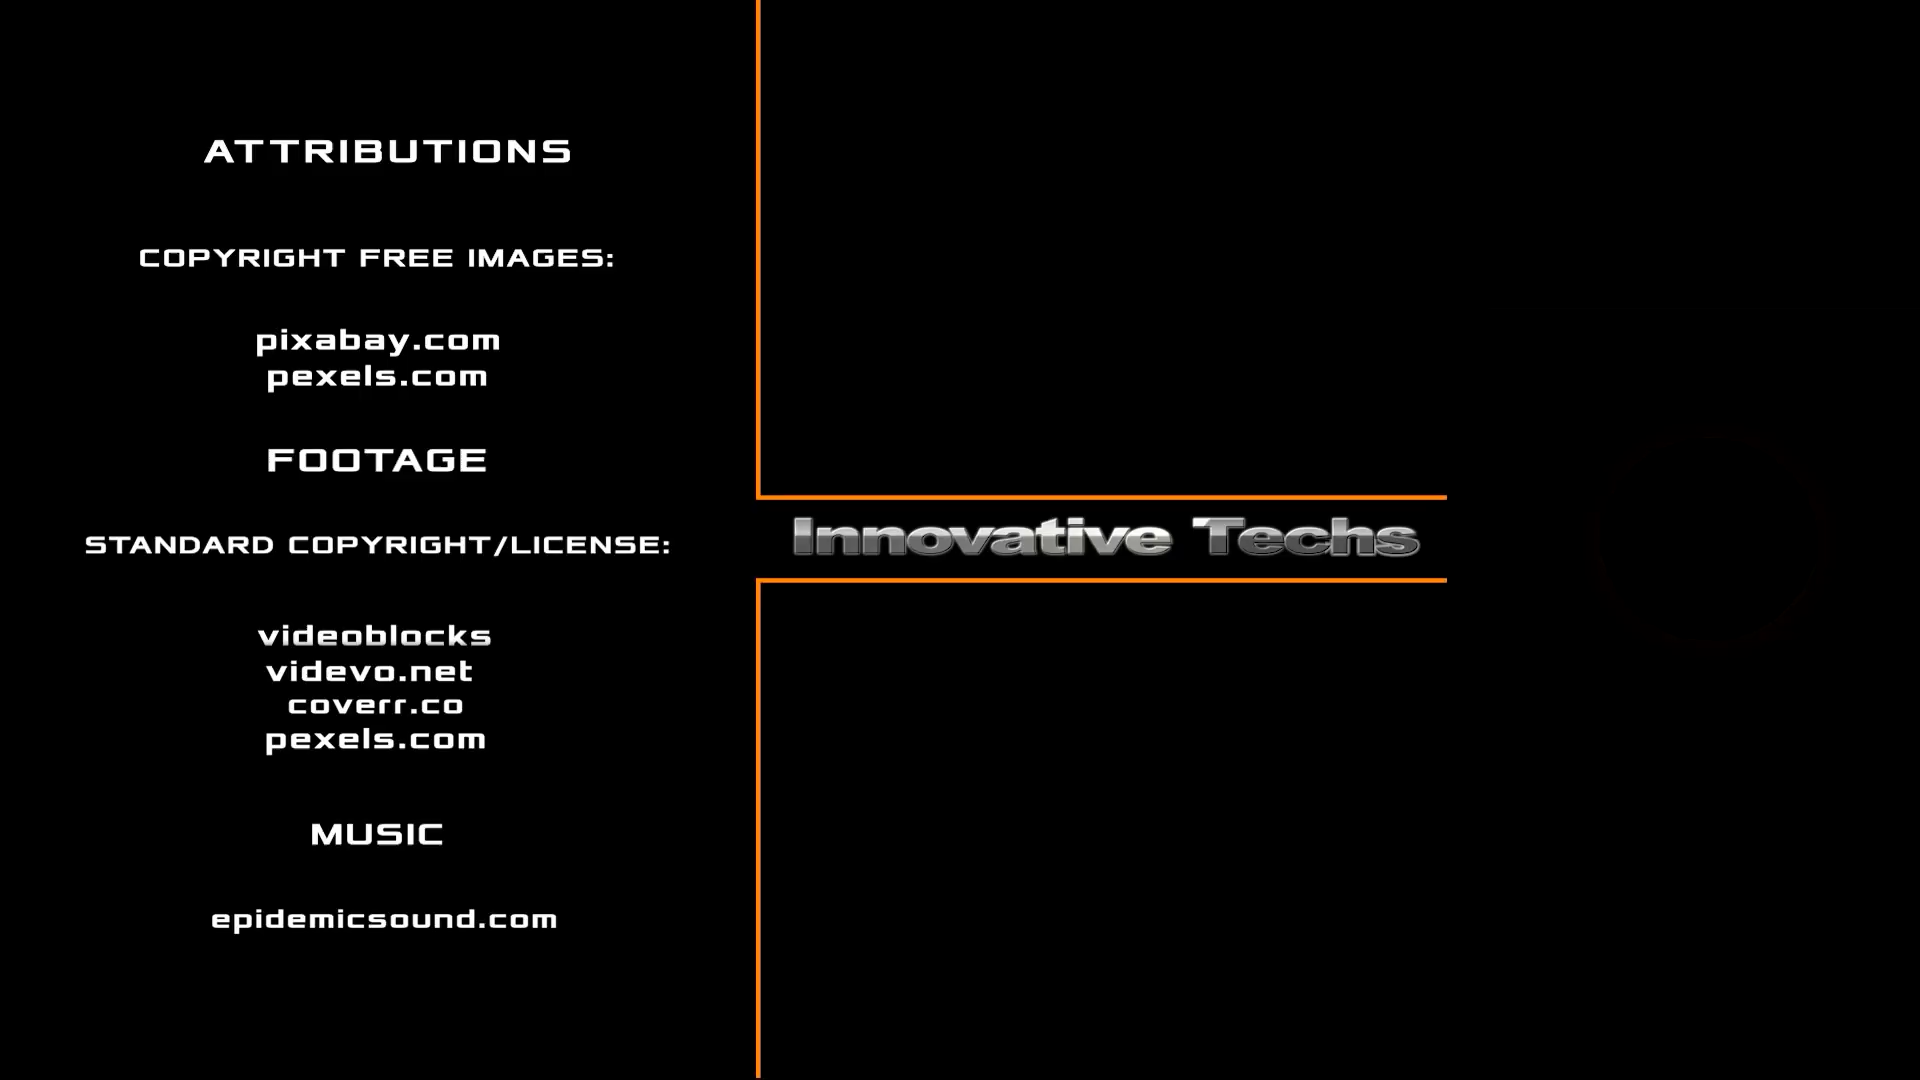 ATTRIBUTIONS
COPYRIGHT FREE IMAGES:
pixabay.com
pexels.com
FOOTAGE
STANDARD COPYRIGHT/LICENSE:
videoblocks
videvo.net
coverr.co
pexels.com
MUSIC
epidemicsound.com
Innovative Techs